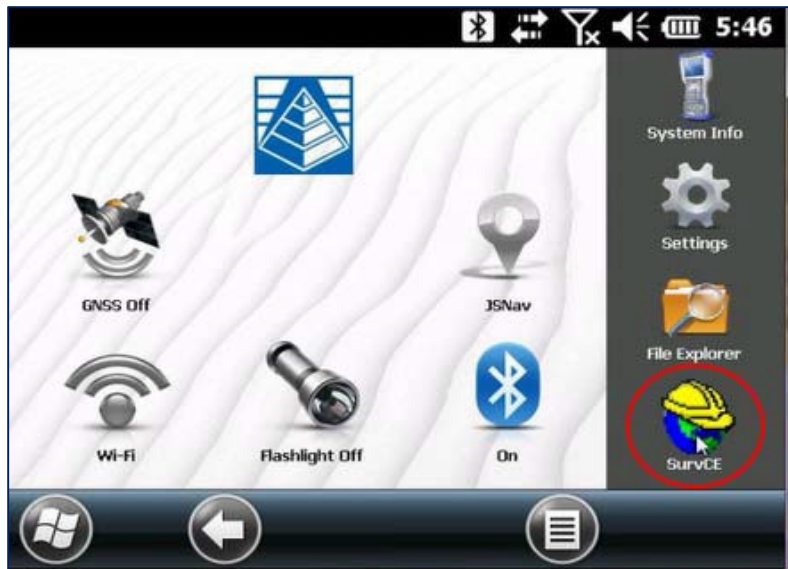 5:46
System Info
GNSS Off
JSNav
Settings
File Explorer
Wi-Fi
Flashlight Off
On
SurvCE